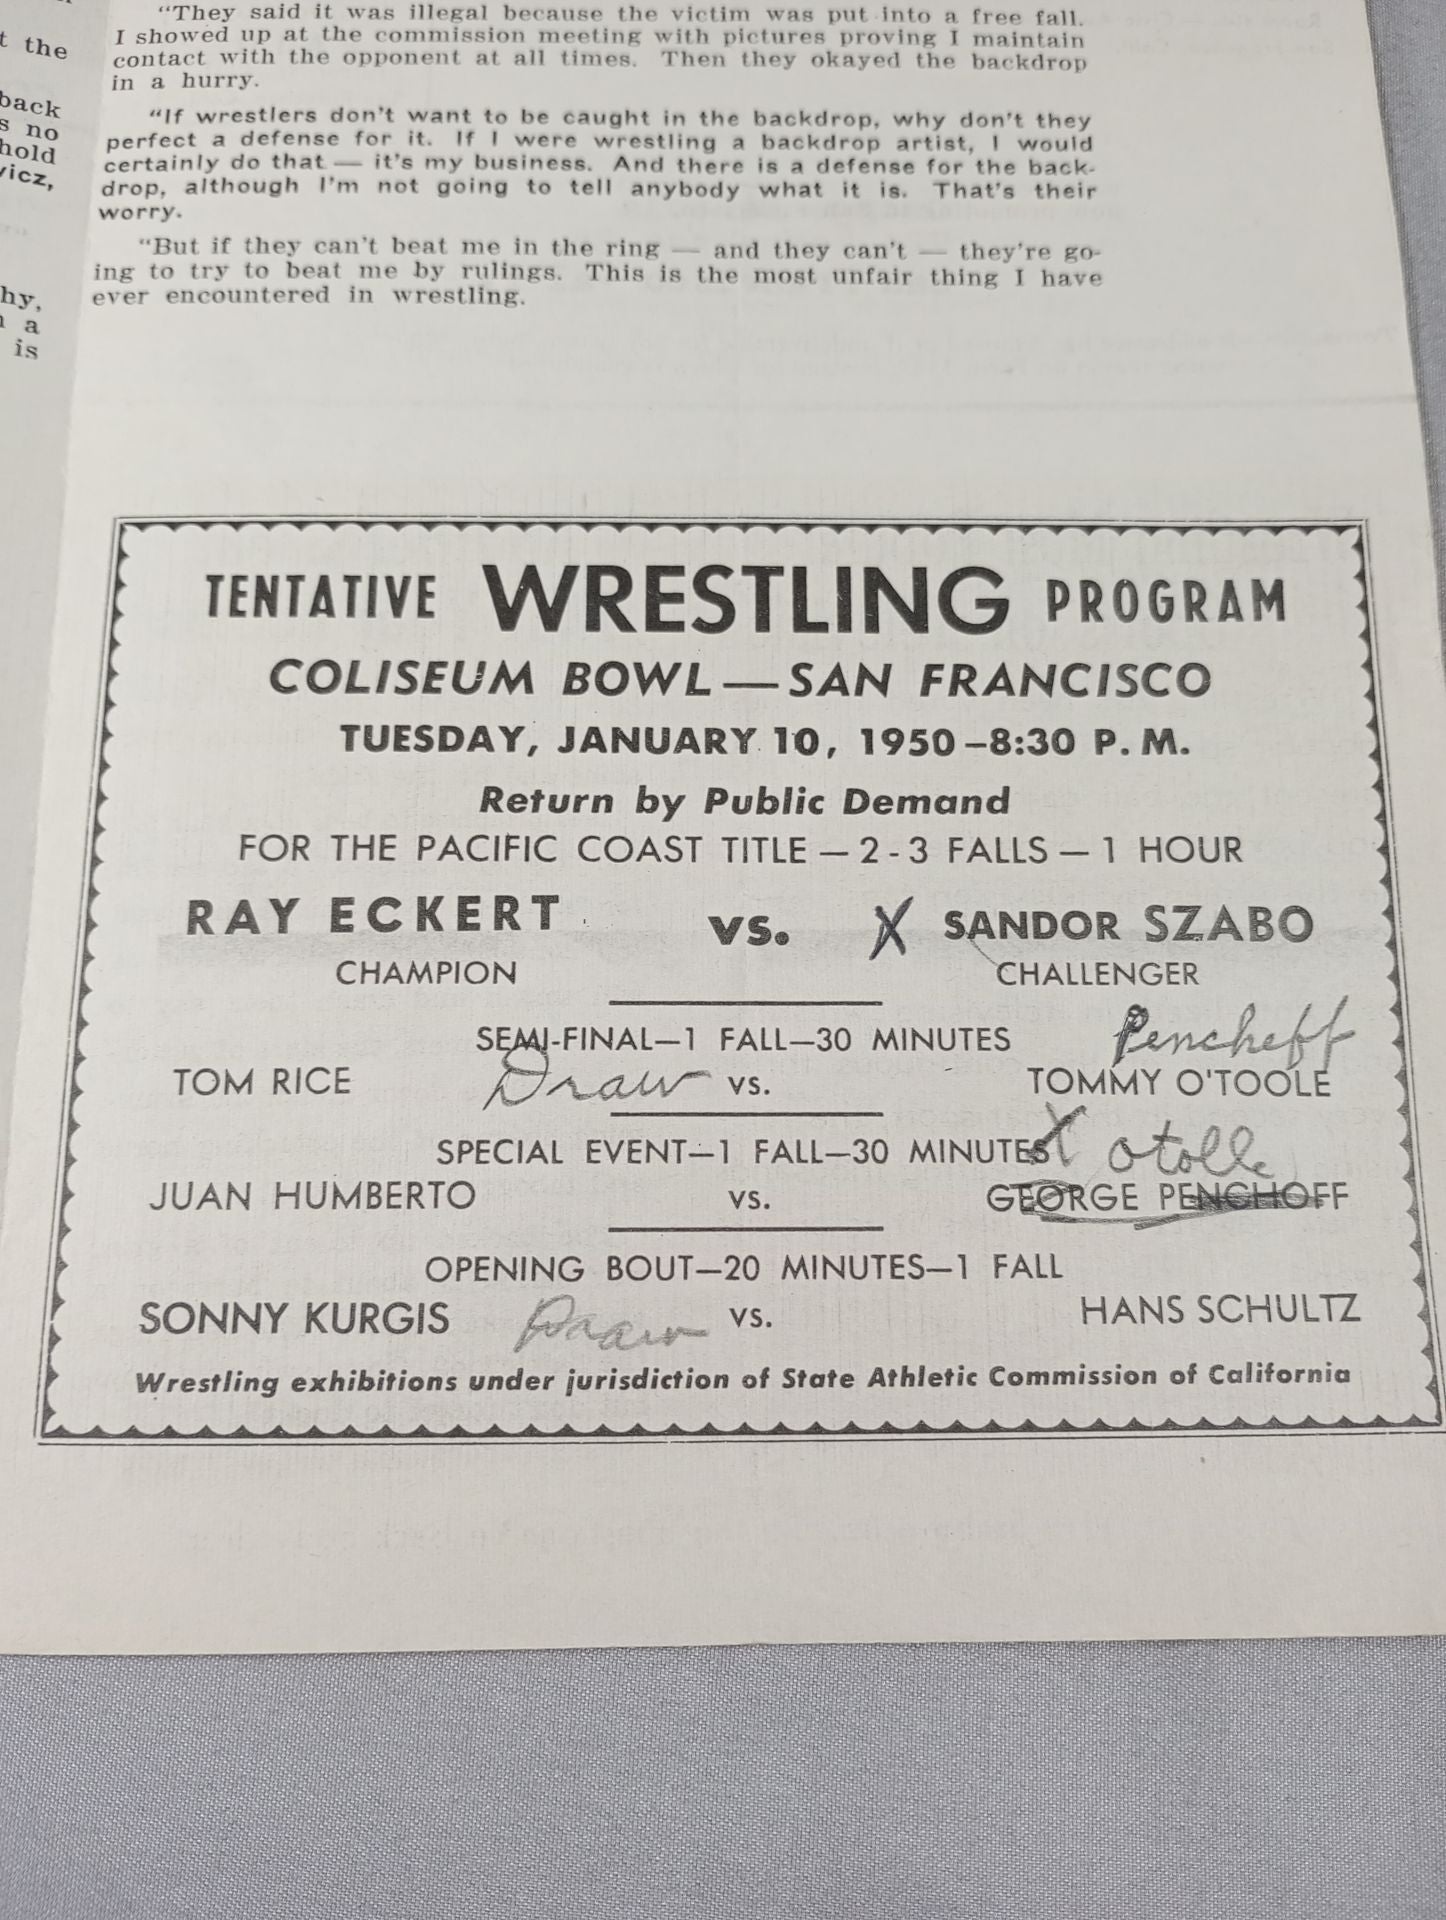 t the
back
s no
hold
vicz,
hy,
a
is
“They said it was illegal because the victim was put into a free fall.
I showed up at the commission meeting with pictures proving I maintain
contact with the opponent at all times. Then they okayed the backdrop
in a hurry.
“If wrestlers don’t want to be caught in the backdrop, why don’t they
perfect a defense for it. If I were wrestling a backdrop artist, I would
certainly do that — it’s my business. And there is a defense for the back-
drop, although I’m not going to tell anybody what it is. That’s their
worry.
“But if they can’t beat me in the ring — and they can’t — they’re go-
ing to try to beat me by rulings. This is the most unfair thing I have
ever encountered in wrestling.
TENTATIVE WRESTLING PROGRAM
COLISEUM BOWL — SAN FRANCISCO
TUESDAY, JANUARY 10, 1950 – 8:30 P. M.
Return by Public Demand
FOR THE PACIFIC COAST TITLE — 2 - 3 FALLS — 1 HOUR
RAY ECKERT vs. X SANDOR SZABO
CHAMPION CHALLENGER
SEMI-FINAL—1 FALL—30 MINUTES Pencheff
TOM RICE Draw vs. TOMMY O'TOOLE
SPECIAL EVENT—1 FALL—30 MINUTES X Otolle
JUAN HUMBERTO vs. GEORGE PENCHOFF
OPENING BOUT—20 MINUTES—1 FALL
SONNY KURGIS Draw vs. HANS SCHULTZ
Wrestling exhibitions under jurisdiction of State Athletic Commission of California